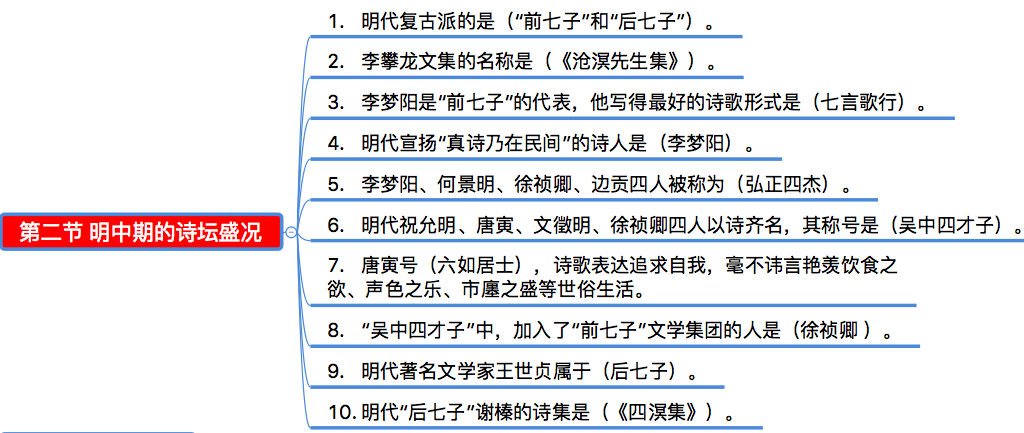 1. 明代复古派的是（“前七子”和“后七子”）。
2. 李攀龙文集的名称是（《沧溟先生集》）。
3. 李梦阳是“前七子”的代表，他写得最好的诗歌形式是（七言歌行）。
4. 明代宣扬“真诗乃在民间”的诗人是（李梦阳）。
5. 李梦阳、何景明、徐祯卿、边贡四人被称为（弘正四杰）。
第二节 明中期的诗坛盛况
6. 明代祝允明、唐寅、文徵明、徐祯卿四人以诗齐名，其称号是（吴中四才子）。
7. 唐寅号（六如居士），诗歌表达追求自我，毫不讳言艳羡饮食之
欲、声色之乐、市廛之盛等世俗生活。
8. “吴中四才子”中，加入了“前七子”文学集团的人是（徐祯卿 ）。
9. 明代著名文学家王世贞属于（后七子）。
10. 明代“后七子”谢榛的诗集是（《四溟集》）。